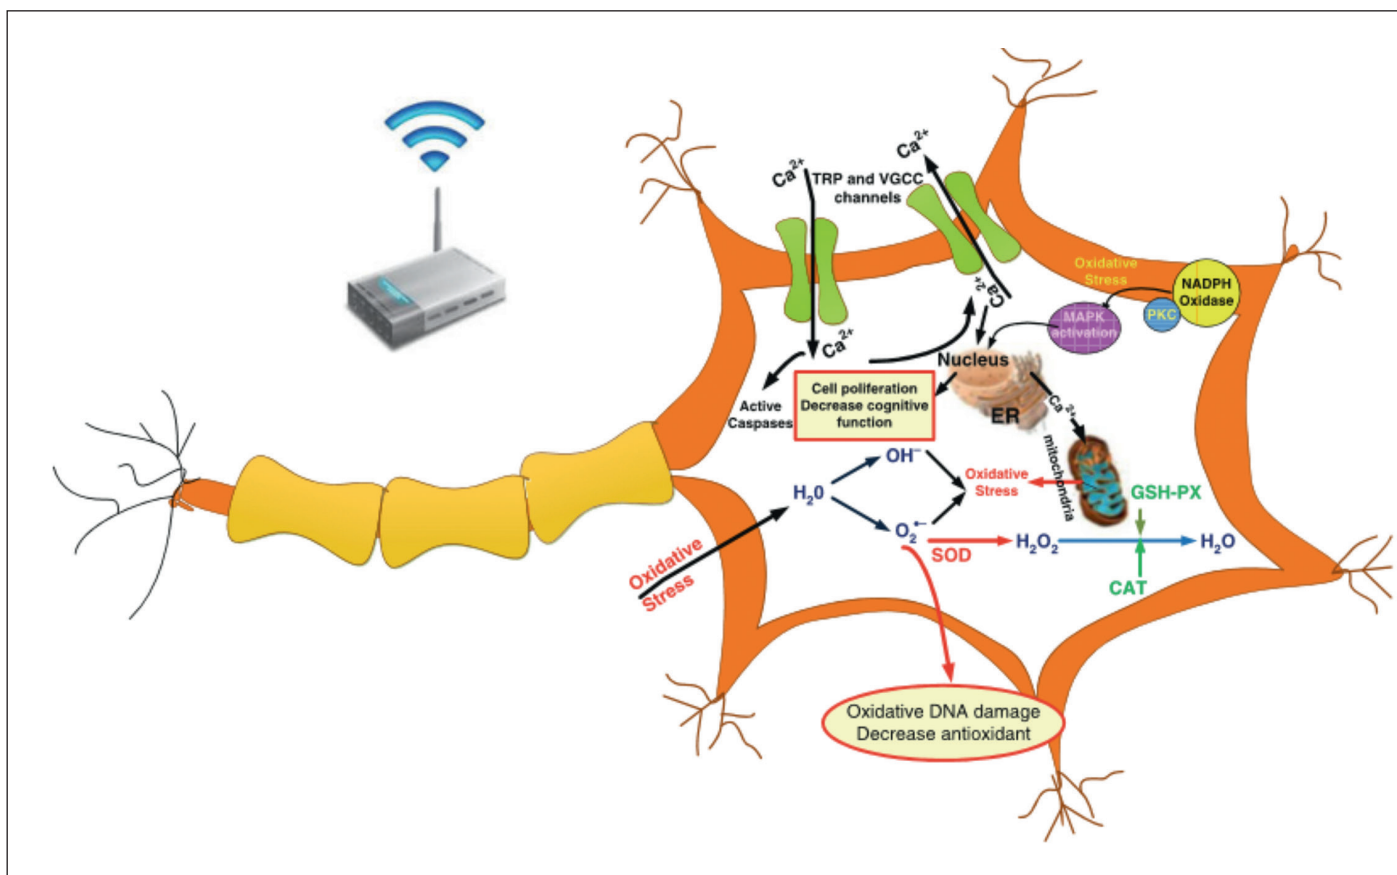 Ca2+
Ca2+
TRP and VGCC
channels
Oxidative
Stress
NADPH
Oxidase
PKC
MAPK
activation
Ca2+
Ca2+
Nucleus
ER
Ca2+
mitochondria
Active
Caspases
Cell poliferation
Decrease cognitive
function
OH−
H20
O2•−
Oxidative
Stress
Oxidative
Stress
SOD
H2O2
GSH-PX
CAT
H2O
Oxidative DNA damage
Decrease antioxidant